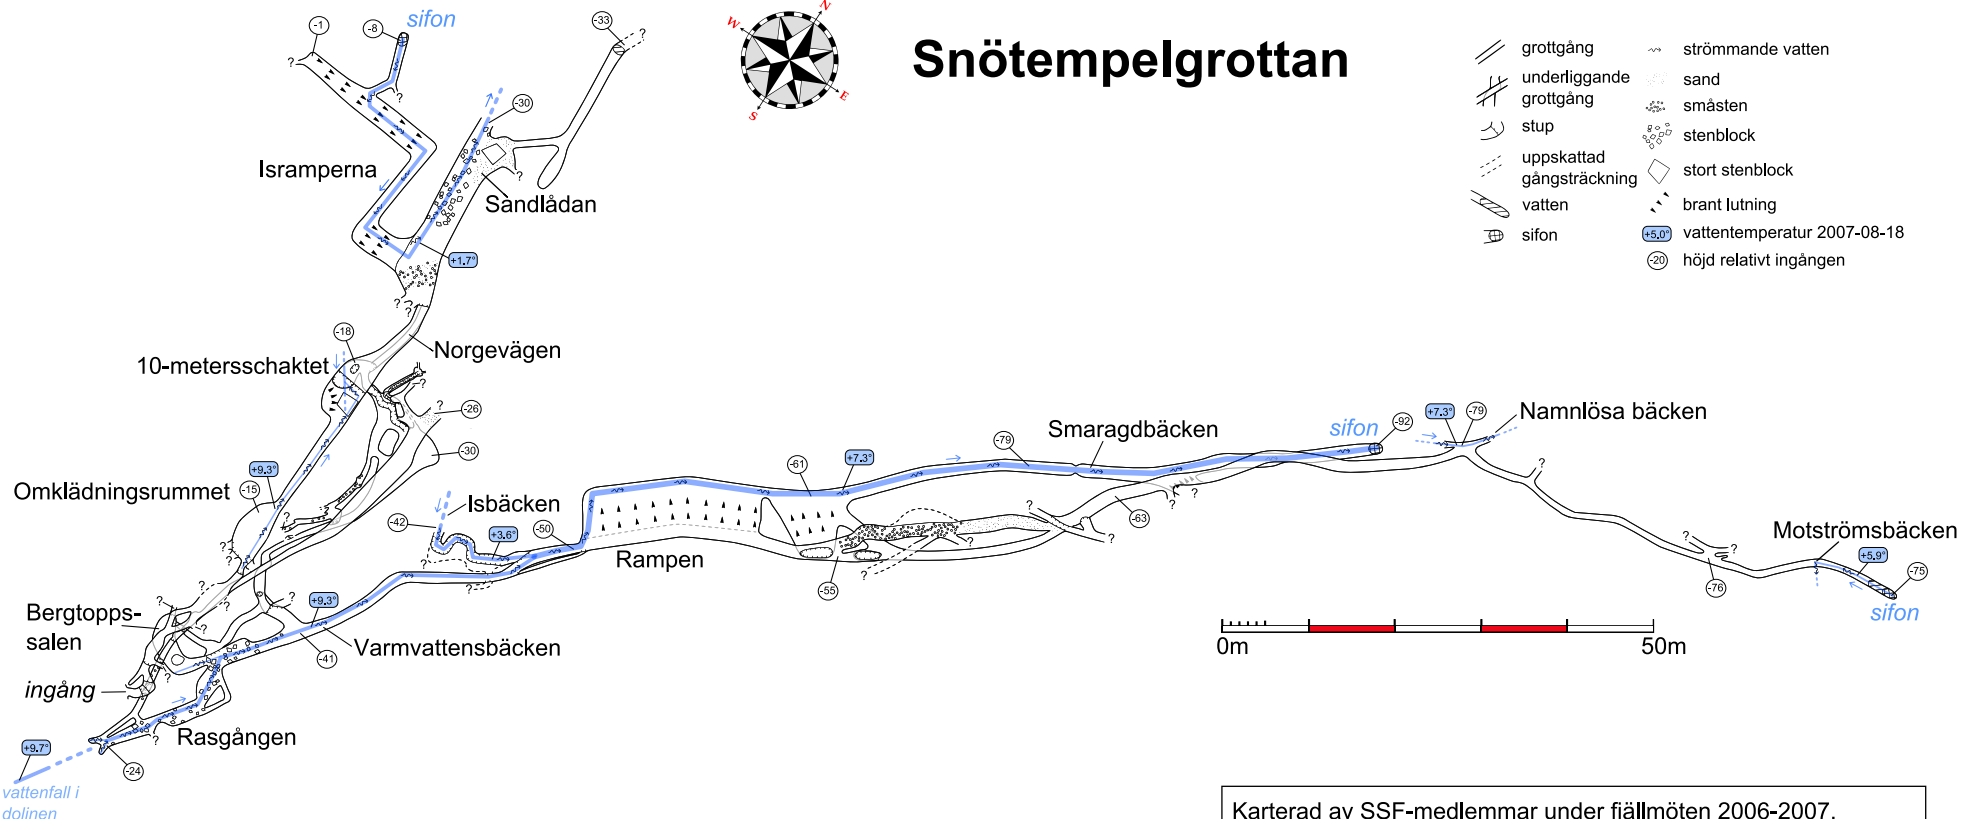 Snötempelgrottan
N
W
E
S
grottgång
underliggande
grottgång
stup
uppskattad
gångsträckning
vatten
sifon
strömmande vatten
sand
småsten
stenblock
stort stenblock
brant lutning
+5.0° vattentemperatur 2007-08-18
-20 höjd relativt ingången
-1
-8
sifon
-33
?
?
?
-30
Isramperna
?
Sandlådan
+1.7°
?
?
-18
10-metersschaktet
Norgevägen
?
?
-26
-30
+9.3°
-15
Omklädningsrummet
?
?
?
-42
Isbäcken
+3.6°
-50
?
?
Rampen
-61
+7.3°
-79
Smaragdbäcken
sifon
-92
+7.3°
-79
Namnlösa bäcken
?
?
?
?
-63
?
-55
?
?
-76
Motströmsbäcken
+5.9°
-75
sifon
?
?
?
Bergtopps-
salen
?
+9.3°
-41
Varmvattensbäcken
?
ingång
?
?
Rasgången
+9.7°
-24
vattenfall i
dolinen
0m
50m
Karterad av SSF-medlemmar under fjällmöten 2006-2007.